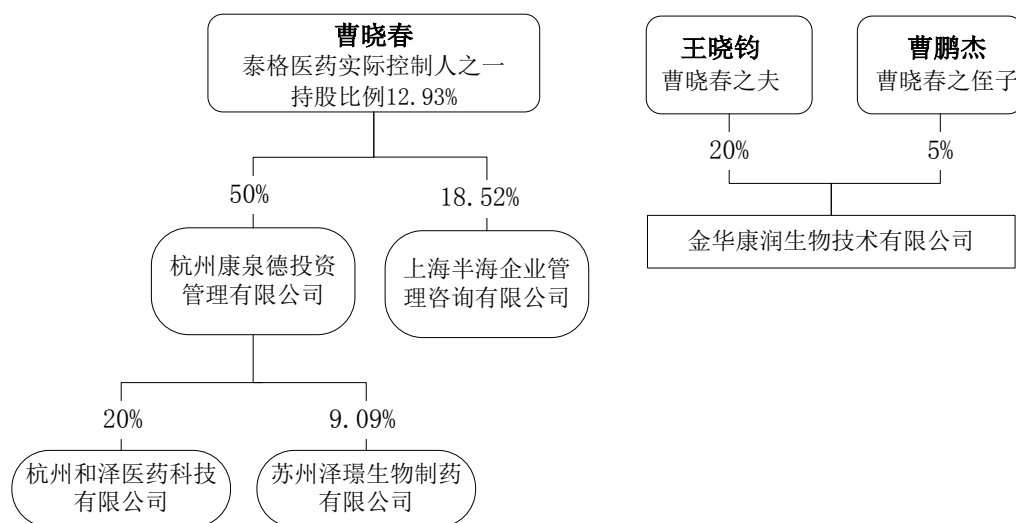 曹晓春
泰格医药实际控制人之一
持股比例12.93%
王晓钧
曹晓春之夫
曹鹏杰
曹晓春之侄子
50%
18.52%
20%
5%
杭州康泉德投资
管理有限公司
上海半海企业管
理咨询有限公司
金华康润生物技术有限公司
20%
9.09%
杭州和泽医药科技
有限公司
苏州泽璟生物制药
有限公司